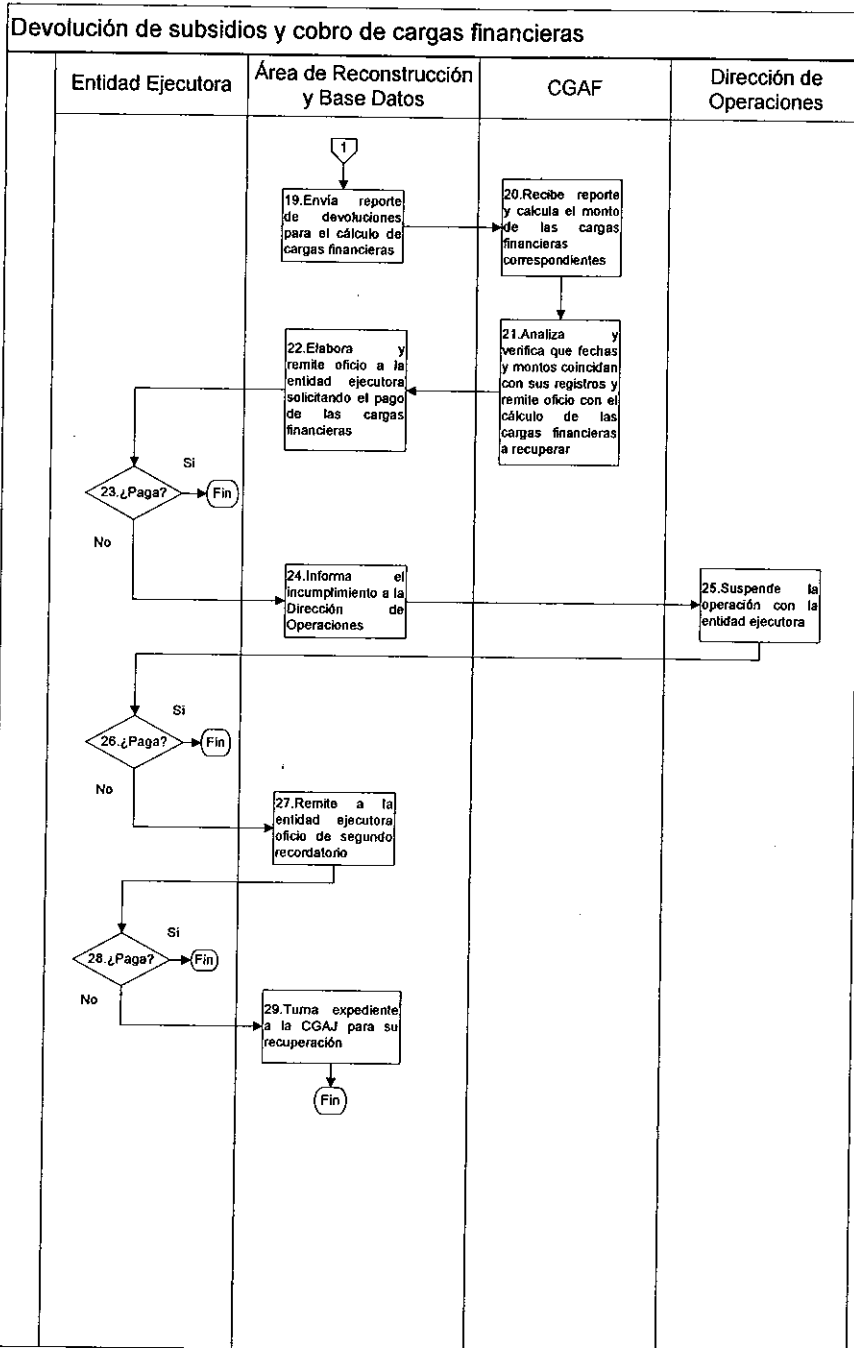 Devolución de subsidios y cobro de cargas financieras
Entidad Ejecutora
Área de Reconstrucción
y Base Datos
CGAF
Dirección de
Operaciones
1
19.Envía reporte
de devoluciones
para el cálculo de
cargas financieras
20.Recibe reporte
y calcula el monto
de las cargas
financieras
correspondientes
21.Analiza y
verifica que fechas
y montos coincidan
con sus registros y
remite oficio con el
cálculo de las
cargas financieras
a recuperar
22.Elabora y
remite oficio a la
entidad ejecutora
solicitando el pago
de las cargas
financieras
Si
23.¿Paga?
Fin
No
24.Informa el
incumplimiento a la
Dirección de
Operaciones
25.Suspende la
operación con la
entidad ejecutora
Si
26.¿Paga?
Fin
No
27.Remite a la
entidad ejecutora
oficio de segundo
recordatorio
Si
28.¿Paga?
Fin
No
29.Turna expediente
a la CGAJ para su
recuperación
Fin